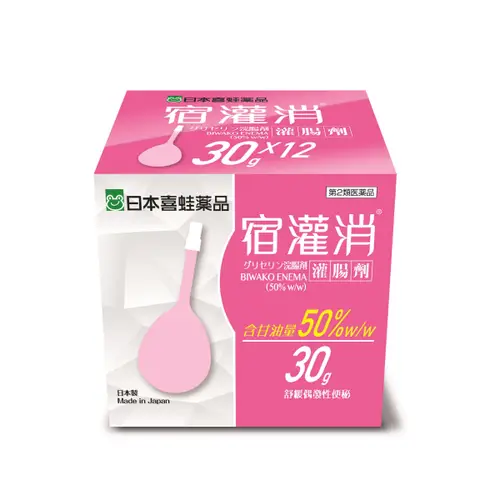 日本喜蛙薬品
宿灌消®
グリセリン浣腸剤
BIWAKO ENEMA
(50% w/w)
灌腸劑
30g×12
日本喜蛙薬品
第2類医薬品
宿灌消®
グリセリン浣腸剤
BIWAKO ENEMA
(50% w/w)
灌腸劑
含甘油量50%w/w
30g
舒緩偶發性便秘
日本製
Made in Japan